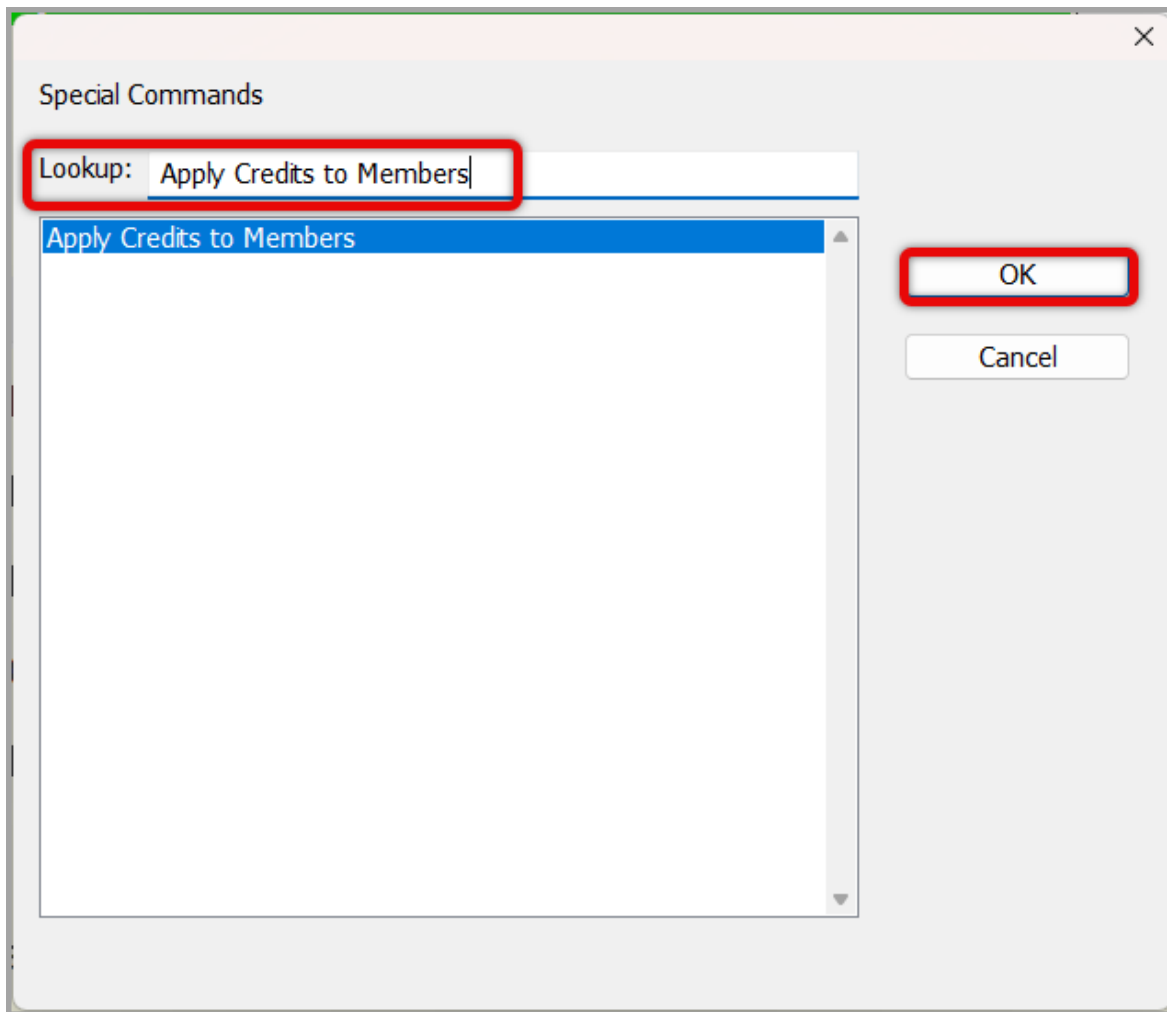 Special Commands
Lookup: Apply Credits to Members
Apply Credits to Members
OK
Cancel